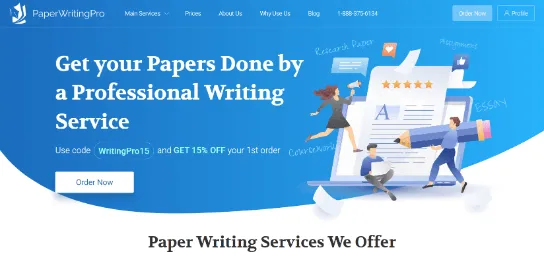 PaperWritingPro
Main Services Prices About Us Why Use Us Blog 1-888-375-6134 Order Now Profile
Get your Papers Done by
a Professional Writing
Service
Use code WritingPro15 and GET 15% OFF your 1st order
Order Now
Research Paper
Assignment
A
ESSAY
Coursework
Paper Writing Services We Offer